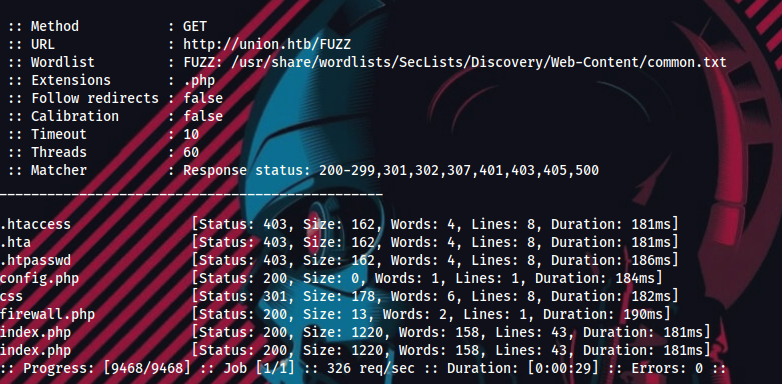 :: Method : GET
:: URL : http://union.htb/FUZZ
:: Wordlist : FUZZ: /usr/share/wordlists/SecLists/Discovery/Web-Content/common.txt
:: Extensions : .php
:: Follow redirects : false
:: Calibration : false
:: Timeout : 10
:: Threads : 60
:: Matcher : Response status: 200-299,301,302,307,401,403,405,500
________________________________________________
.htaccess [Status: 403, Size: 162, Words: 4, Lines: 8, Duration: 181ms]
.hta [Status: 403, Size: 162, Words: 4, Lines: 8, Duration: 181ms]
.htpasswd [Status: 403, Size: 162, Words: 4, Lines: 8, Duration: 186ms]
config.php [Status: 200, Size: 0, Words: 1, Lines: 1, Duration: 184ms]
css [Status: 301, Size: 178, Words: 6, Lines: 8, Duration: 182ms]
firewall.php [Status: 200, Size: 13, Words: 2, Lines: 1, Duration: 190ms]
index.php [Status: 200, Size: 1220, Words: 158, Lines: 43, Duration: 181ms]
index.php [Status: 200, Size: 1220, Words: 158, Lines: 43, Duration: 181ms]
:: Progress: [9468/9468] :: Job [1/1] :: 326 req/sec :: Duration: [0:00:29] :: Errors: 0 ::